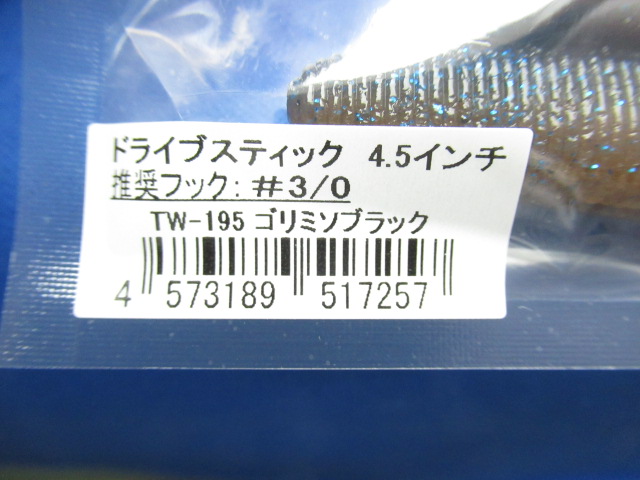 ドライブスティック 4.5インチ
推奨フック: #3/0
TW-195 ゴリミソブラック
4 573189 517257